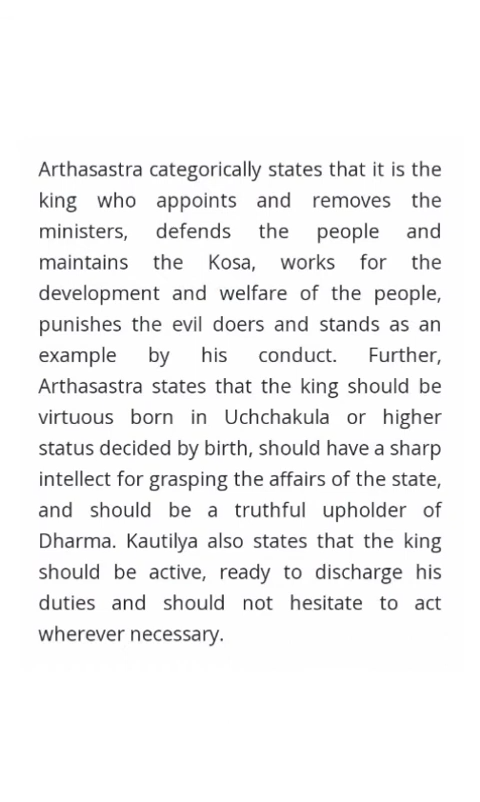 Arthasastra categorically states that it is the
king who appoints and removes the
ministers, defends the people and
maintains the Kosa, works for the
development and welfare of the people,
punishes the evil doers and stands as an
example by his conduct. Further,
Arthasastra states that the king should be
virtuous born in Uchchakula or higher
status decided by birth, should have a sharp
intellect for grasping the affairs of the state,
and should be a truthful upholder of
Dharma. Kautilya also states that the king
should be active, ready to discharge his
duties and should not hesitate to act
wherever necessary.